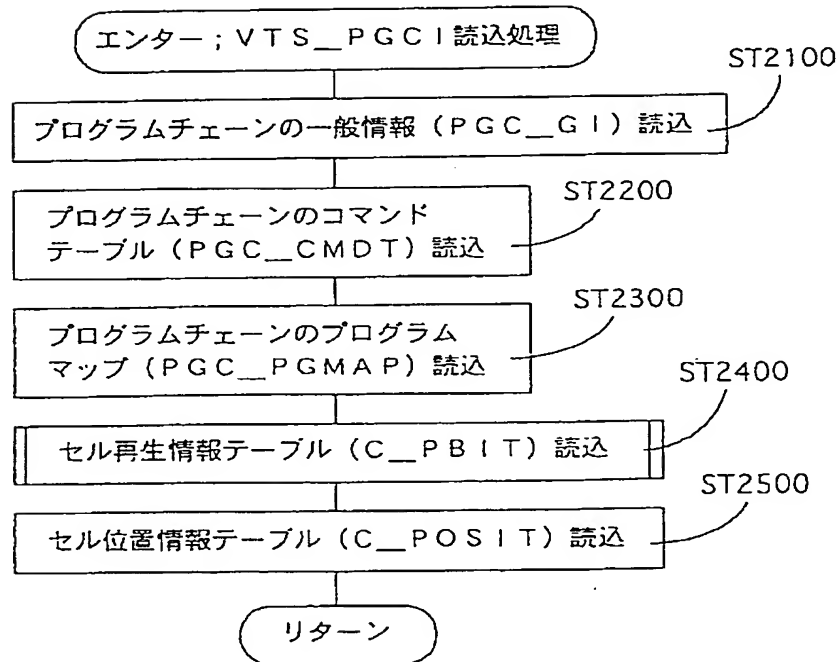 エンター；ＶＴＳ＿ＰＧＣＩ読込処理
ST2100
プログラムチェーンの一般情報（ＰＧＣ＿ＧＩ）読込
ST2200
プログラムチェーンのコマンド
テーブル（ＰＧＣ＿ＣＭＤＴ）読込
ST2300
プログラムチェーンのプログラム
マップ（ＰＧＣ＿ＰＧＭＡＰ）読込
ST2400
セル再生情報テーブル（Ｃ＿ＰＢＩＴ）読込
ST2500
セル位置情報テーブル（Ｃ＿ＰＯＳＩＴ）読込
リターン